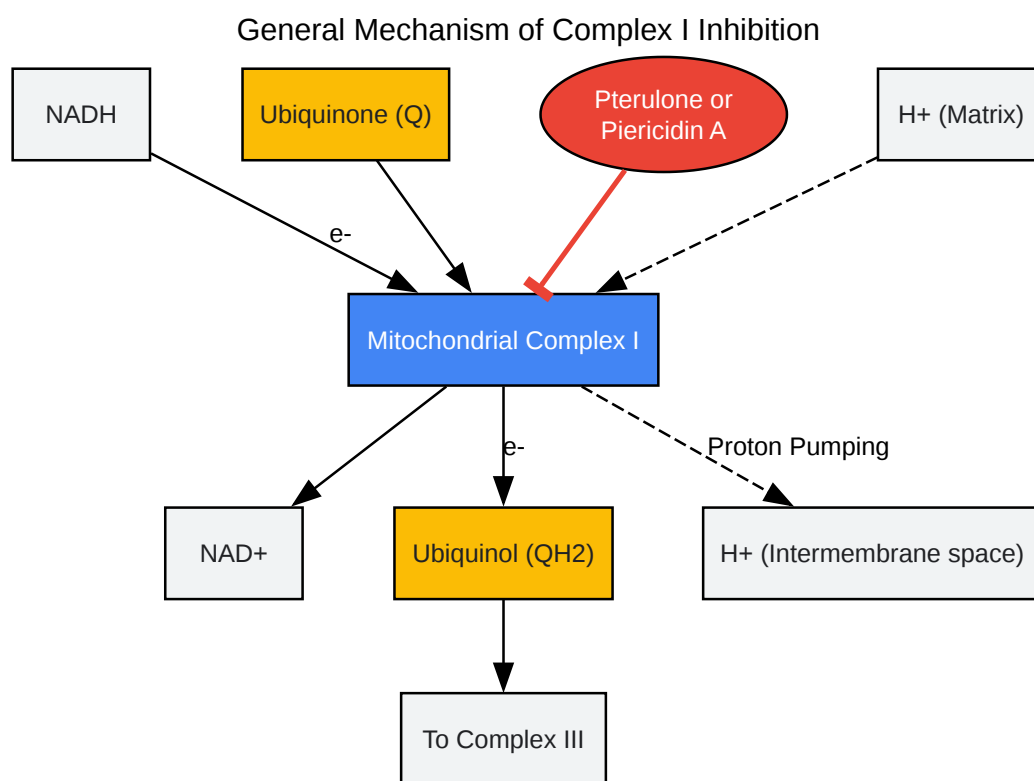 General Mechanism of Complex I Inhibition
NADH
Ubiquinone (Q)
Pterulone or
Piericidin A
H+ (Matrix)
e-
Mitochondrial Complex I
e-
Proton Pumping
NAD+
Ubiquinol (QH2)
H+ (Intermembrane space)
To Complex III